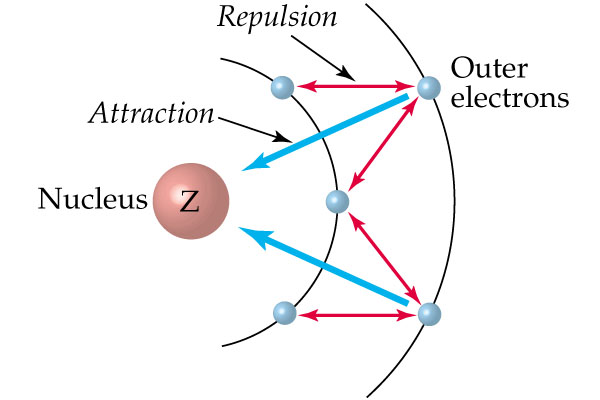 Repulsion
Outer
electrons
Attraction
Nucleus
Z